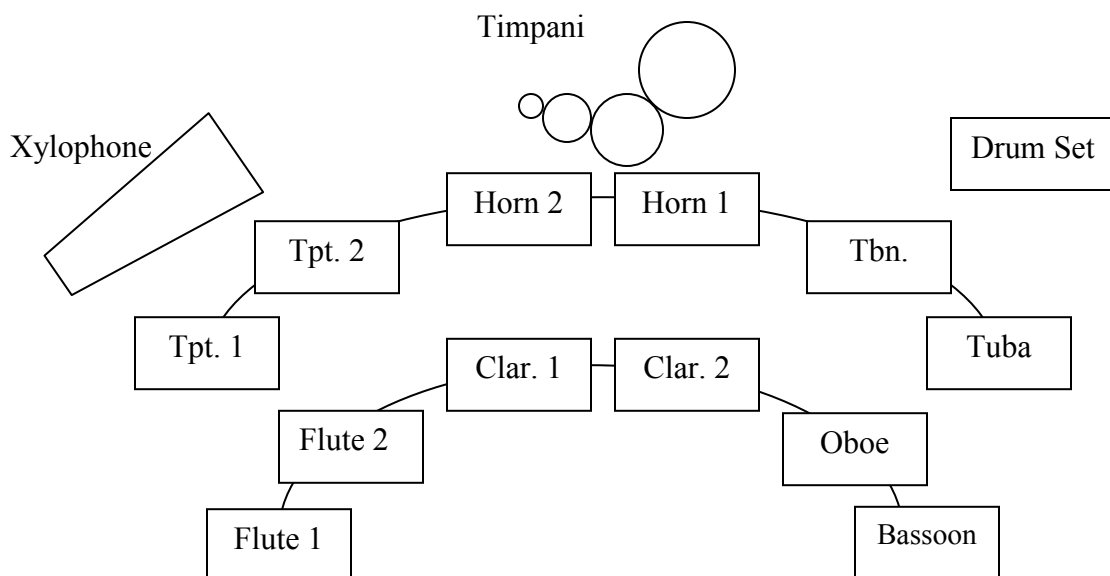 Timpani
Xylophone
Drum Set
Horn 2
Horn 1
Tpt. 2
Tbn.
Tpt. 1
Tuba
Clar. 1
Clar. 2
Flute 2
Oboe
Flute 1
Bassoon